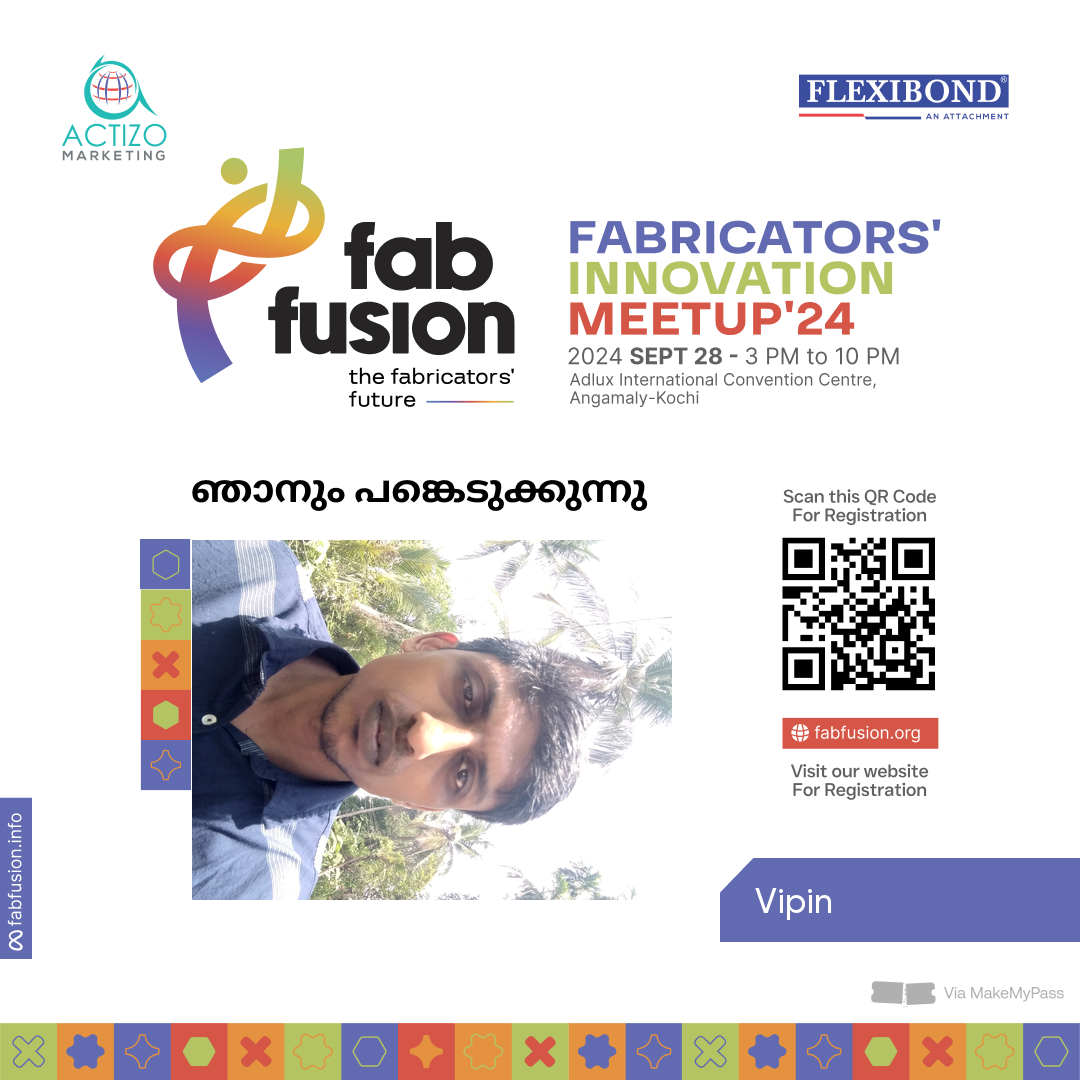 ACTIZO
MARKETING
FLEXIBOND®
AN ATTACHMENT
fab
fusion
the fabricators'
future
FABRICATORS'
INNOVATION
MEETUP'24
2024 SEPT 28 - 3 PM to 10 PM
Adlux International Convention Centre,
Angamaly-Kochi
ഞാനും പങ്കെടുക്കുന്നു
Scan this QR Code
For Registration
fabfusion.org
Visit our website
For Registration
fabfusion.info
Vipin
Via MakeMyPass